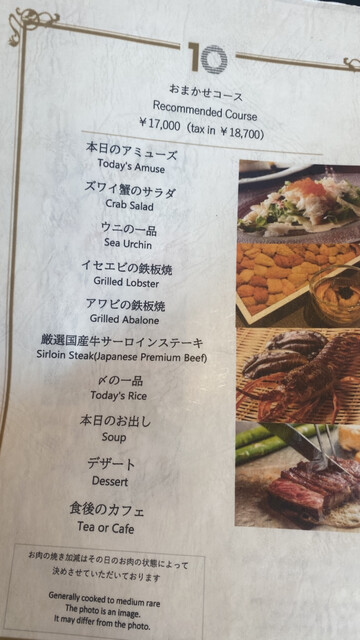 10
おまかせコース
Recommended Course
￥17,000（tax in ￥18,700）
本日のアミューズ
Today's Amuse
ズワイ蟹のサラダ
Crab Salad
ウニの一品
Sea Urchin
イセエビの鉄板焼
Grilled Lobster
アワビの鉄板焼
Grilled Abalone
厳選国産牛サーロインステーキ
Sirloin Steak(Japanese Premium Beef)
〆の一品
Today's Rice
本日のお出し
Soup
デザート
Dessert
食後のカフェ
Tea or Cafe
お肉の焼き加減はその日のお肉の状態によって
決めさせていただいております
Generally cooked to medium rare
The photo is an image.
It may differ from the photo.